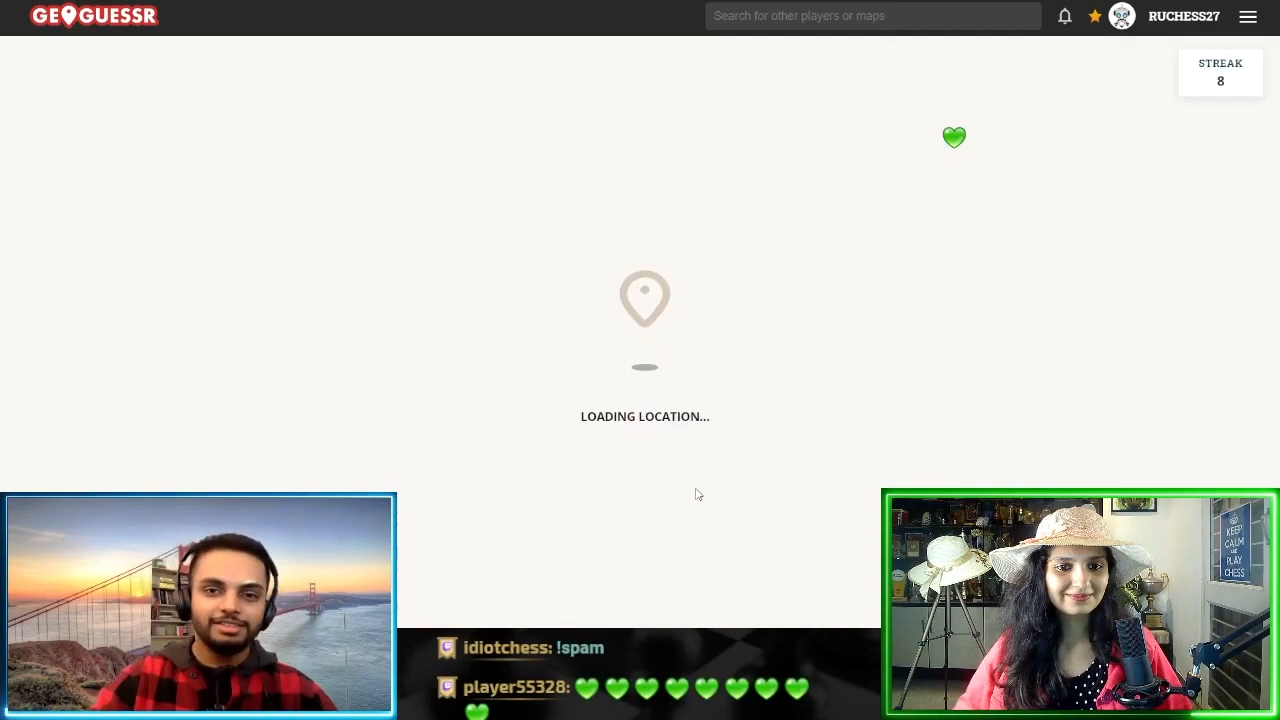 GEOGUESSR
Search for other players or maps
RUCHESS27
STREAK
8
LOADING LOCATION...
KEEP
CALM
AND
PLAY
CHESS
idiotchess: !spam
player55328: 💚💚💚💚💚💚💚💚
💚